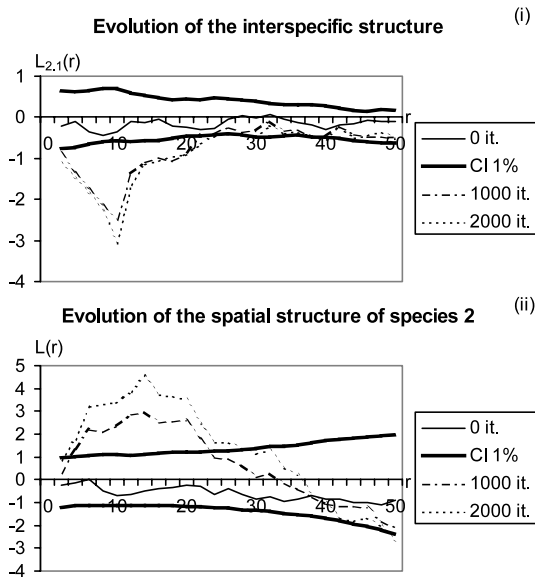 Evolution of the interspecific structure
(i)
L2.1(r)
1
0
-1
-2
-3
-4
0 10 20 30 40 50
r
0 it.
CI 1%
1000 it.
2000 it.
Evolution of the spatial structure of species 2
(ii)
L(r)
5
4
3
2
1
0
-1
-2
-3
-4
0 10 20 30 40 50
r
0 it.
CI 1%
1000 it.
2000 it.